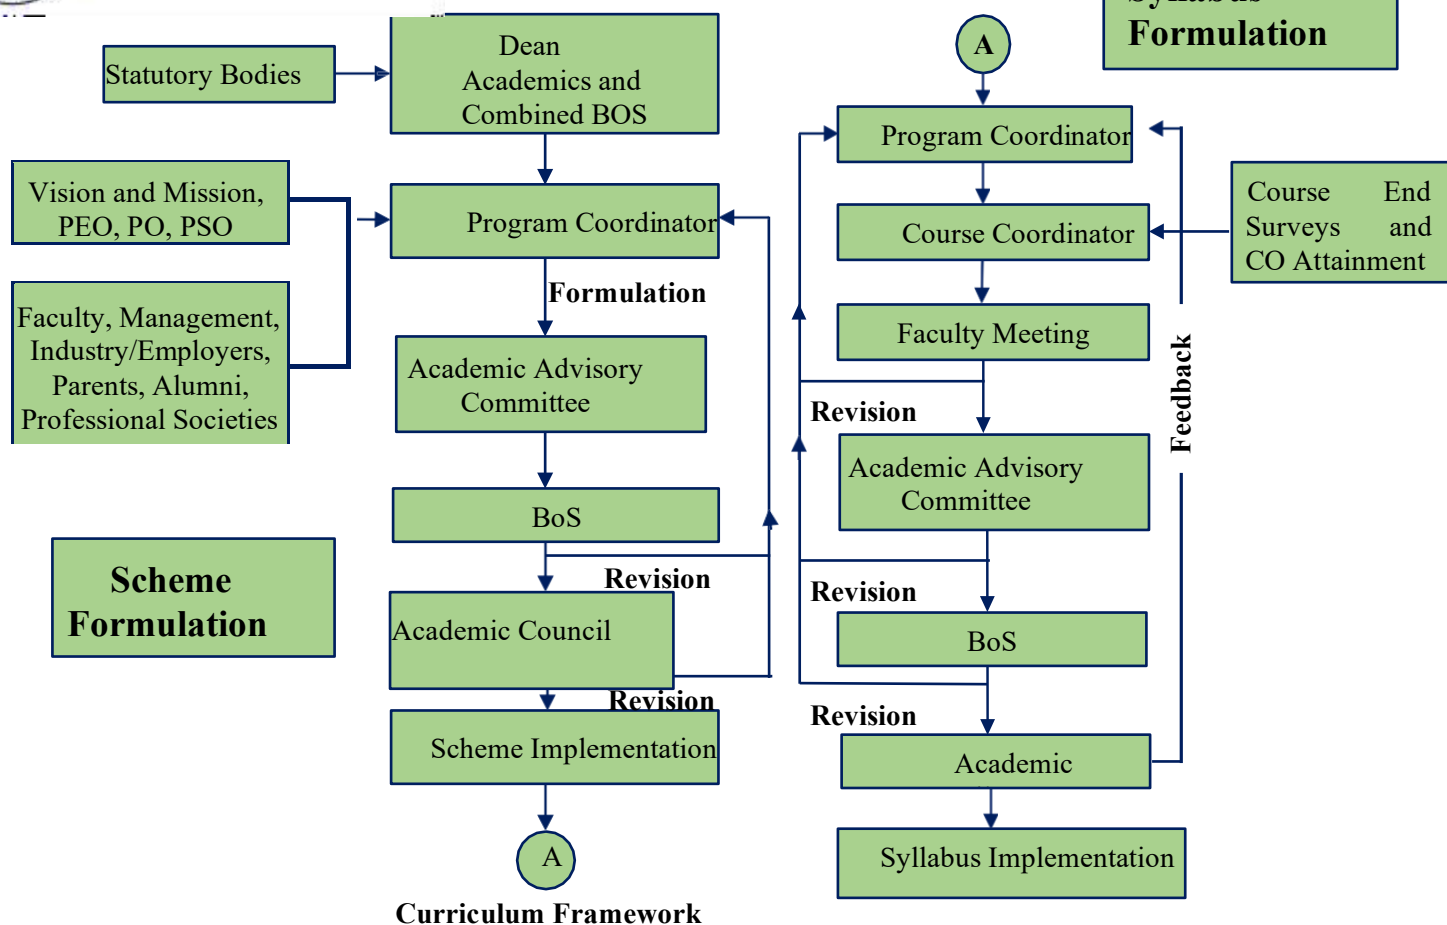 Statutory Bodies
Dean
Academics and
Combined BOS
Vision and Mission,
PEO, PO, PSO
Program Coordinator
Formulation
Faculty, Management,
Industry/Employers,
Parents, Alumni,
Professional Societies
Academic Advisory
Committee
BoS
Revision
Scheme
Formulation
Academic Council
Revision
Scheme Implementation
A
Curriculum Framework
Formulation
A
Program Coordinator
Course End
Surveys and
CO Attainment
Course Coordinator
Faculty Meeting
Feedback
Revision
Academic Advisory
Committee
Revision
BoS
Revision
Academic
Syllabus Implementation